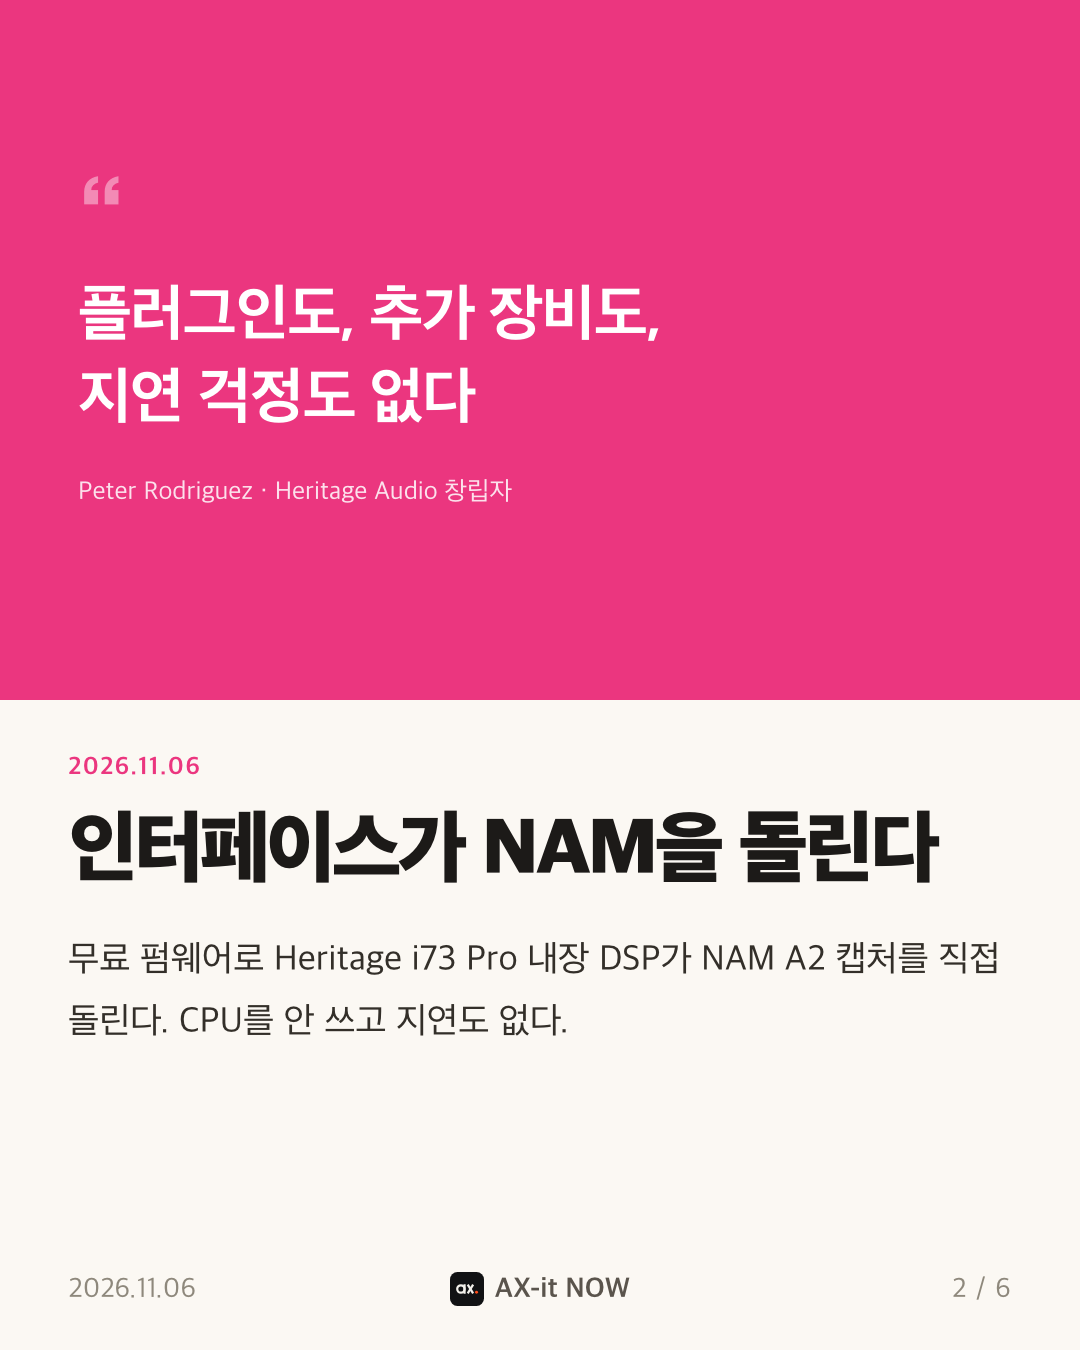 “
플러그인도, 추가 장비도,
지연 걱정도 없다
Peter Rodriguez · Heritage Audio 창립자
2026.11.06
인터페이스가 NAM을 돌린다
무료 펌웨어로 Heritage i73 Pro 내장 DSP가 NAM A2 캡처를 직접
돌린다. CPU를 안 쓰고 지연도 없다.
2026.11.06
ax. AX-it NOW
2 / 6